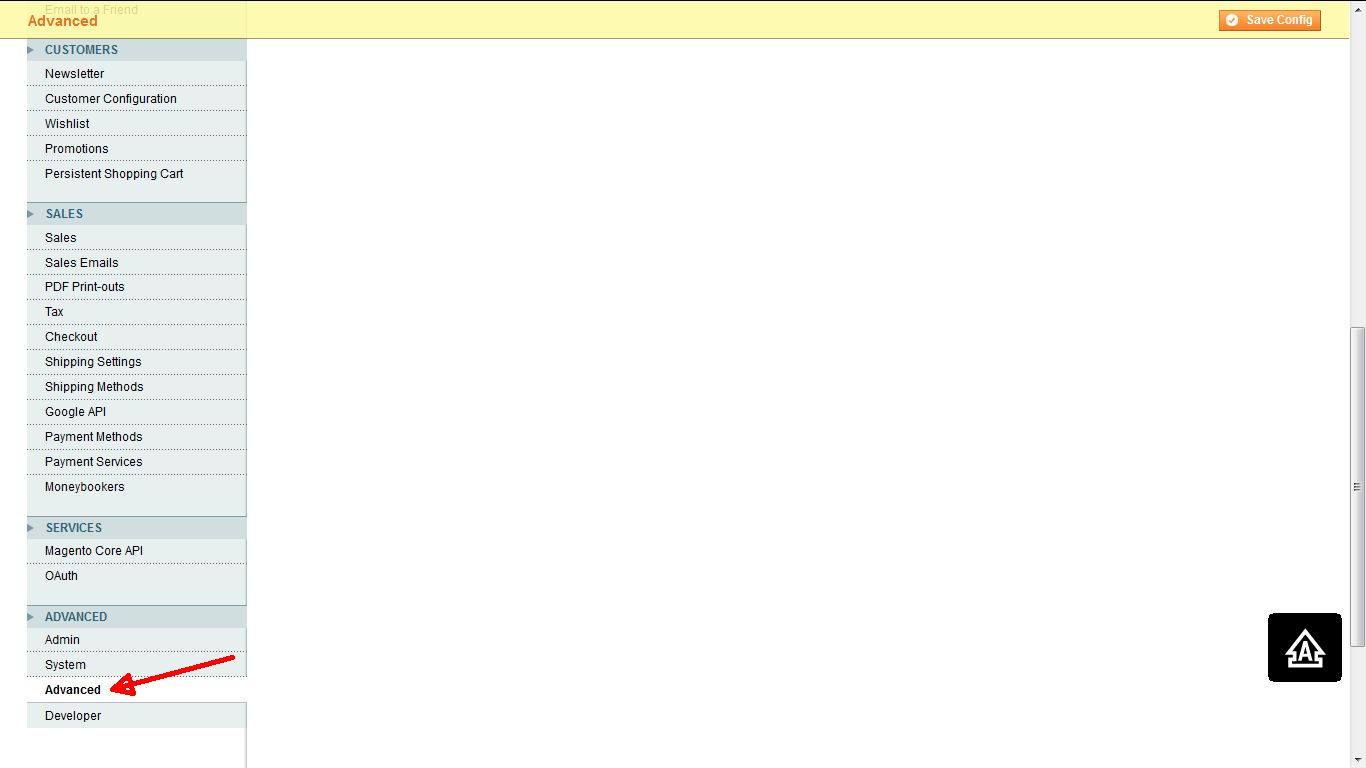 Email to a Friend
Advanced
Save Config
CUSTOMERS
Newsletter
Customer Configuration
Wishlist
Promotions
Persistent Shopping Cart
SALES
Sales
Sales Emails
PDF Print-outs
Tax
Checkout
Shipping Settings
Shipping Methods
Google API
Payment Methods
Payment Services
Moneybookers
SERVICES
Magento Core API
OAuth
ADVANCED
Admin
System
Advanced
Developer
A